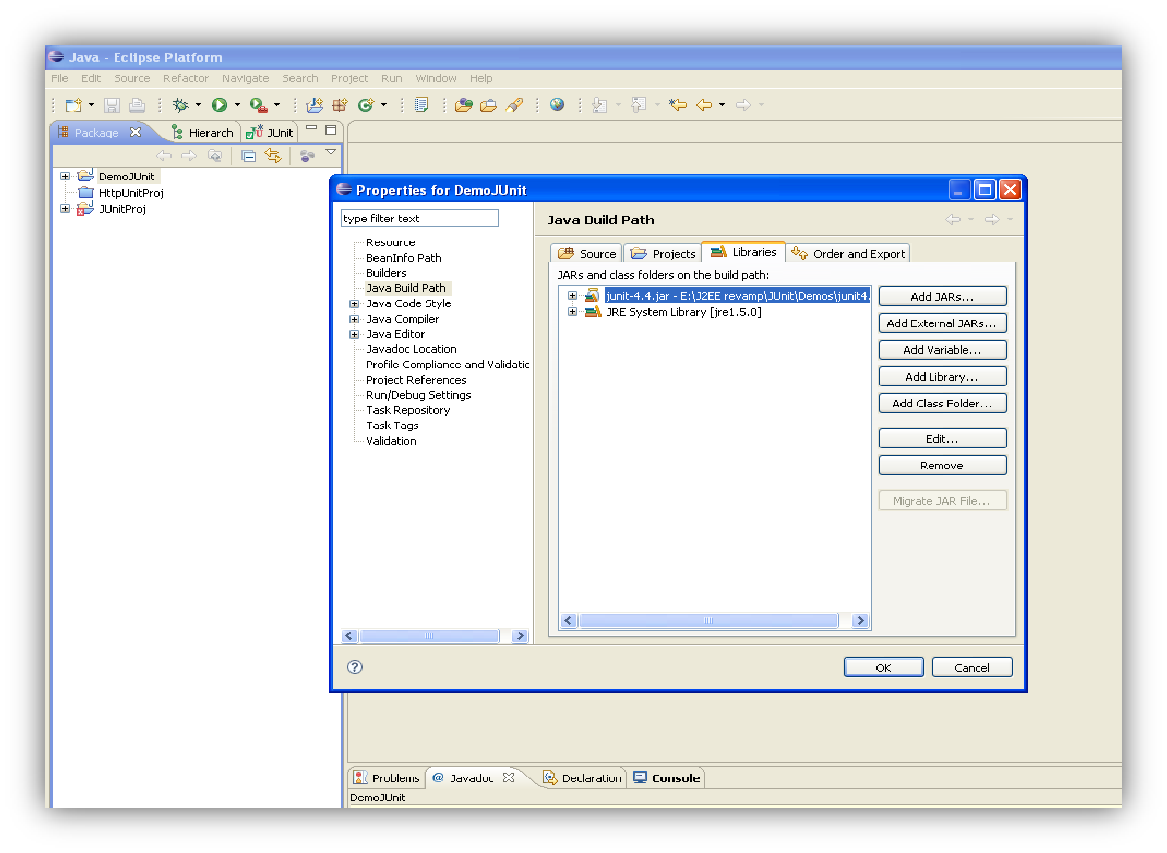 Java - Eclipse Platform
File Edit Source Refactor Navigate Search Project Run Window Help
Package Hierarch JUnit
DemoJUnit
HttpUnitProj
JUnitProj
Properties for DemoJUnit
type filter text
Resource
BeanInfo Path
Builders
Java Build Path
Java Code Style
Java Compiler
Java Editor
Javadoc Location
Profile Compliance and Validatic
Project References
Run/Debug Settings
Task Repository
Task Tags
Validation
Java Build Path
Source Projects Libraries Order and Export
JARs and class folders on the build path:
junit-4.4.jar - E:\J2EE revamp\JUnit\Demos\junit4.
JRE System Library [jre1.5.0]
Add JARs...
Add External JARs...
Add Variable...
Add Library...
Add Class Folder...
Edit...
Remove
Migrate JAR File...
OK Cancel
Problems Javadoc Declaration Console
DemoJUnit